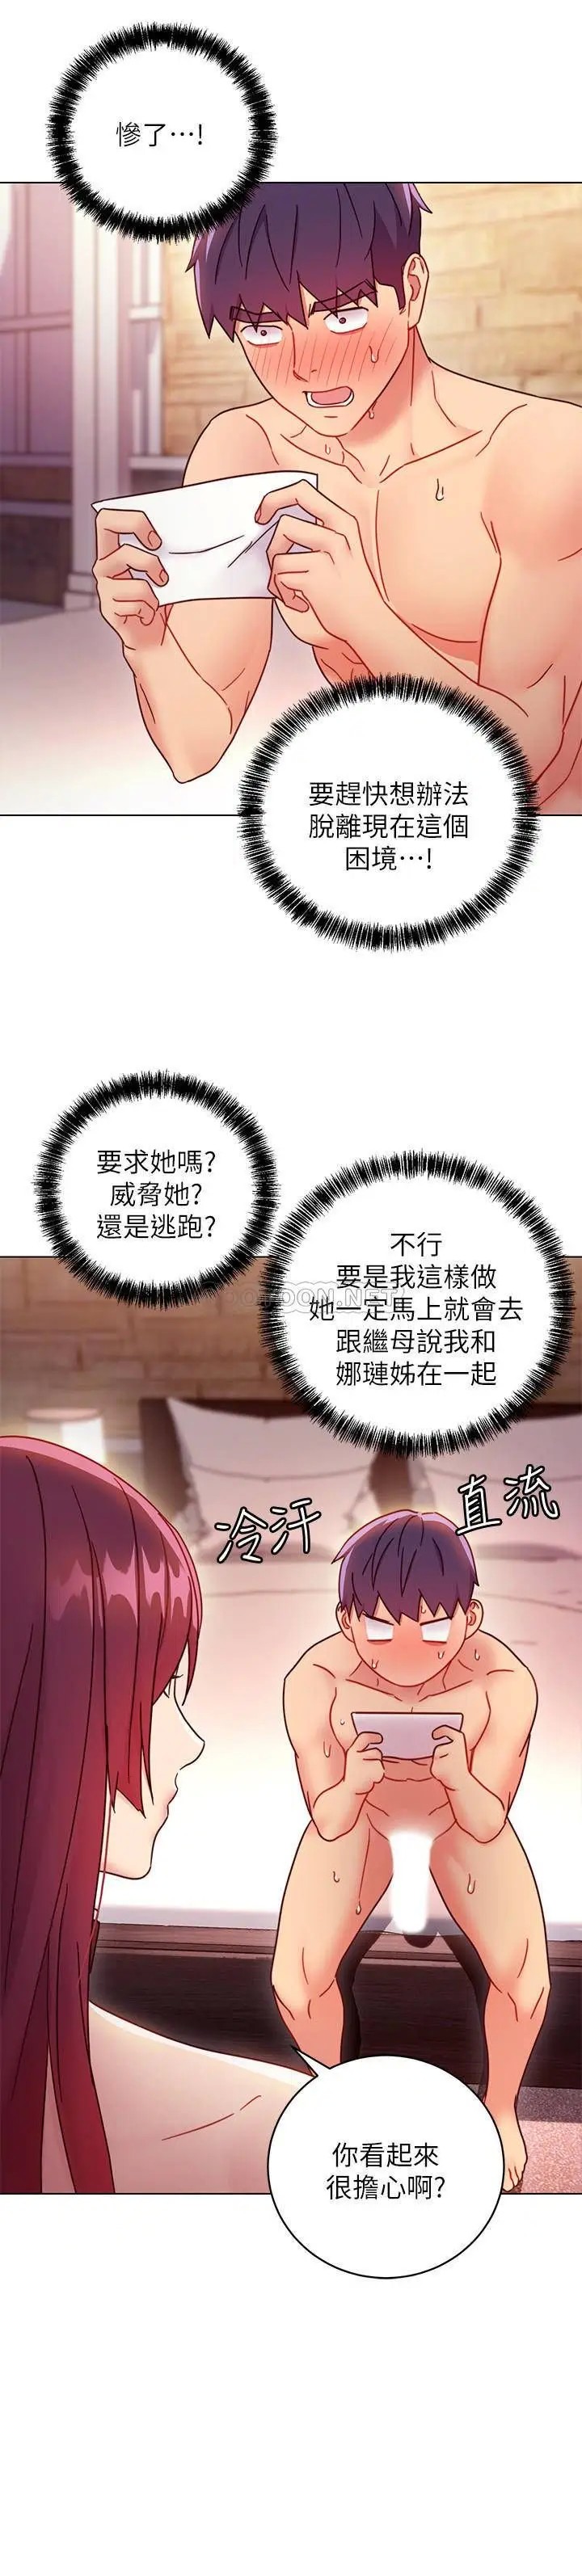 慘了…!
要趕快想辦法
脫離現在這個
困境…!
要求她嗎?
威脅她?
還是逃跑?
不行
要是我這樣做
她一定馬上就會去
跟繼母說我和
娜璉姊在一起
冷汗
直流
你看起來
很擔心啊?